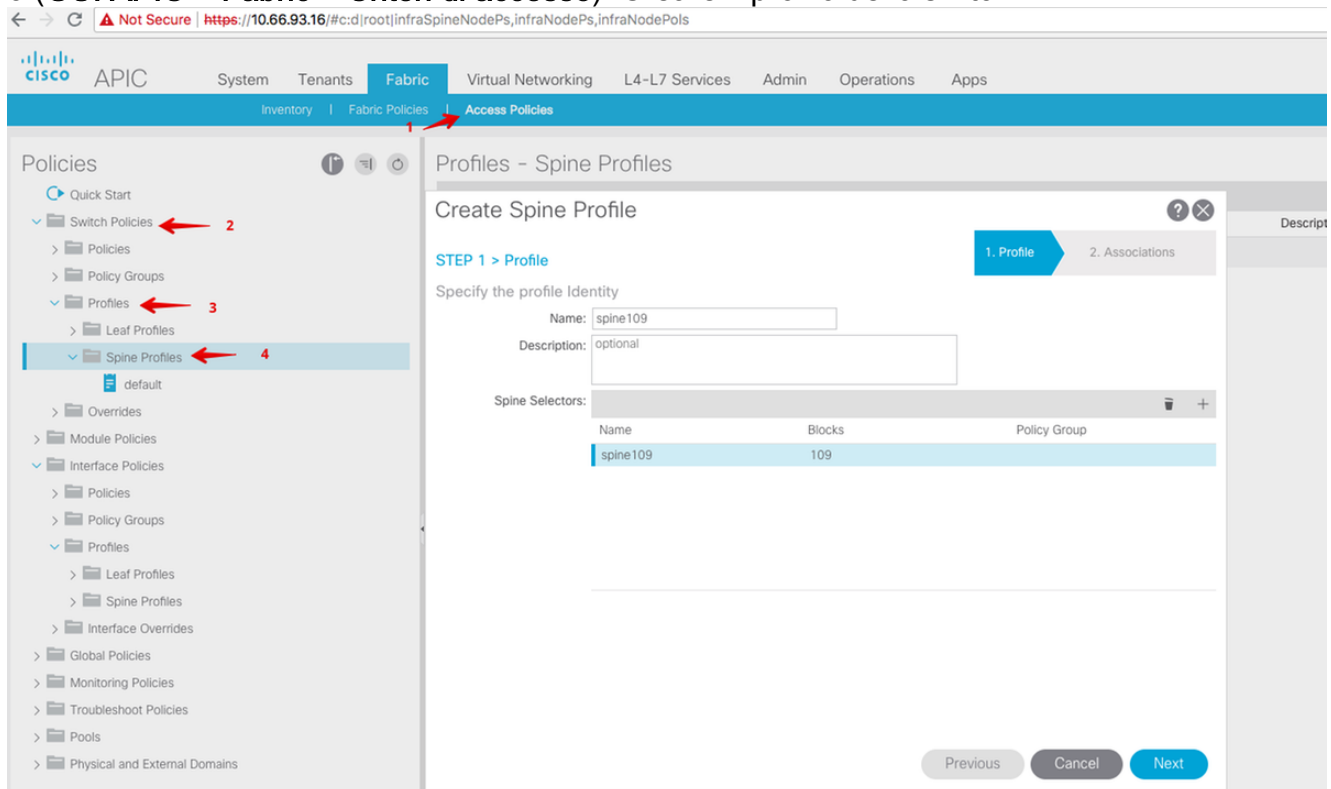 Not Secure | https://10.66.93.16/#c:d|root|infraSpineNodePs,infraNodePs,infraNodePols
CISCO APIC System Tenants Fabric Virtual Networking L4-L7 Services Admin Operations Apps
Inventory | Fabric Policies | Access Policies
1
Policies
Quick Start
Switch Policies 2
Policies
Policy Groups
Profiles 3
Leaf Profiles
Spine Profiles 4
default
Overrides
Module Policies
Interface Policies
Policies
Policy Groups
Profiles
Leaf Profiles
Spine Profiles
Interface Overrides
Global Policies
Monitoring Policies
Troubleshoot Policies
Pools
Physical and External Domains
Profiles - Spine Profiles
Descript
Create Spine Profile
STEP 1 > Profile
1. Profile 2. Associations
Specify the profile Identity
Name: spine109
Description: optional
Spine Selectors:
Name Blocks Policy Group
spine109 109
Previous Cancel Next